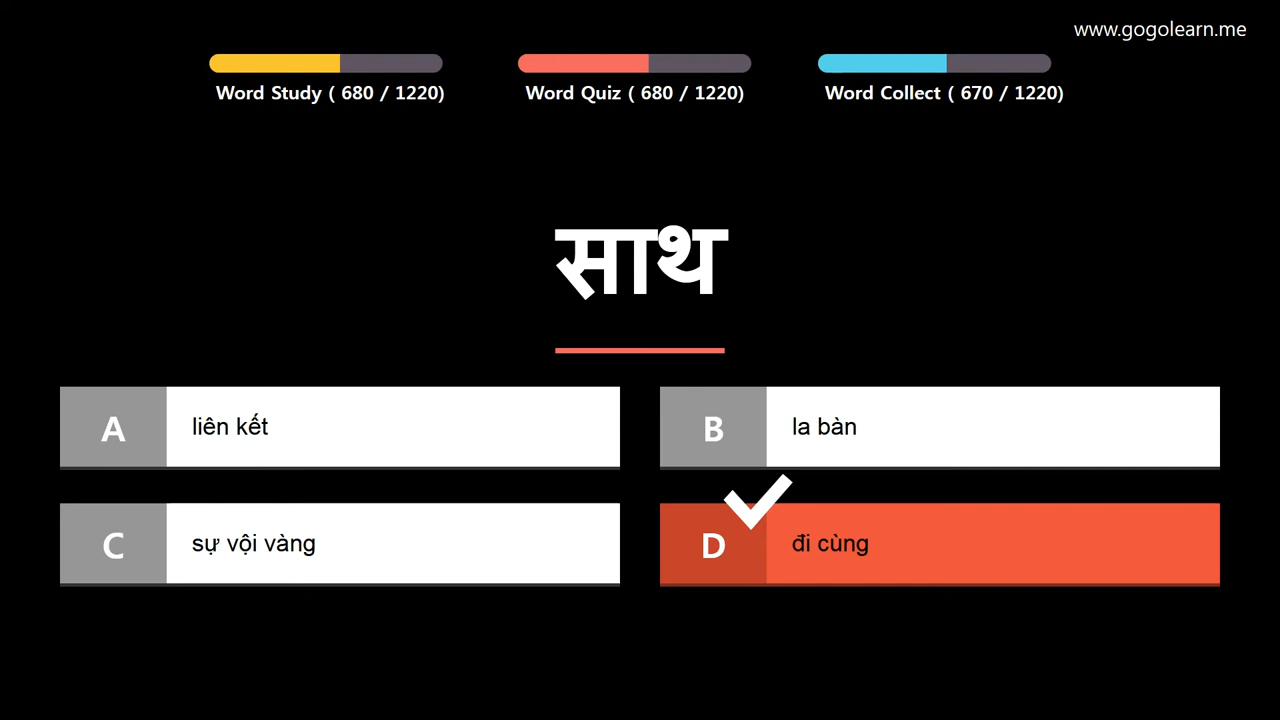 www.gogolearn.me
Word Study ( 680 / 1220)
Word Quiz ( 680 / 1220)
Word Collect ( 670 / 1220)
साथ
A
liên kết
B
la bàn
C
sự vội vàng
D
đi cùng